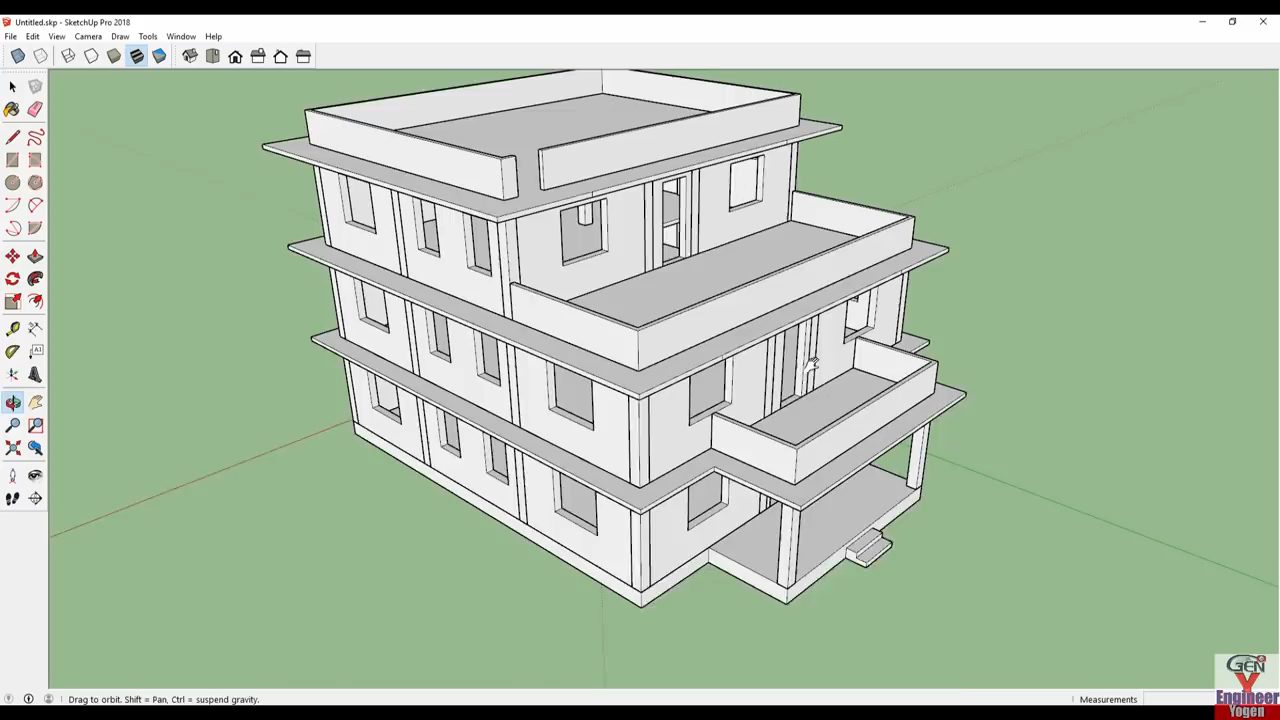 Untitled.skp - SketchUp Pro 2018
File Edit View Camera Draw Tools Window Help
Drag to orbit. Shift = Pan, Ctrl = suspend gravity.
Measurements
GEN
Y
Engineer
Yogen